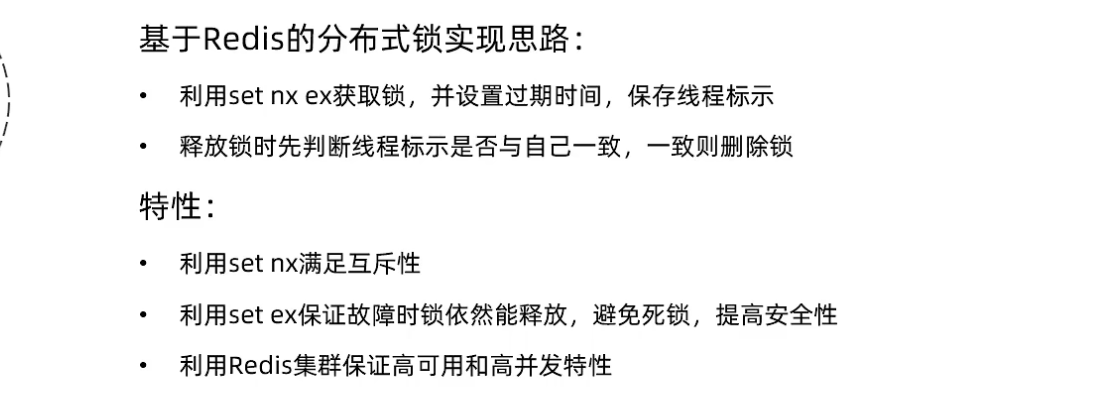 基于Redis的分布式锁实现思路：
• 利用set nx ex获取锁，并设置过期时间，保存线程标示
• 释放锁时先判断线程标示是否与自己一致，一致则删除锁
特性：
• 利用set nx满足互斥性
• 利用set ex保证故障时锁依然能释放，避免死锁，提高安全性
• 利用Redis集群保证高可用和高并发特性